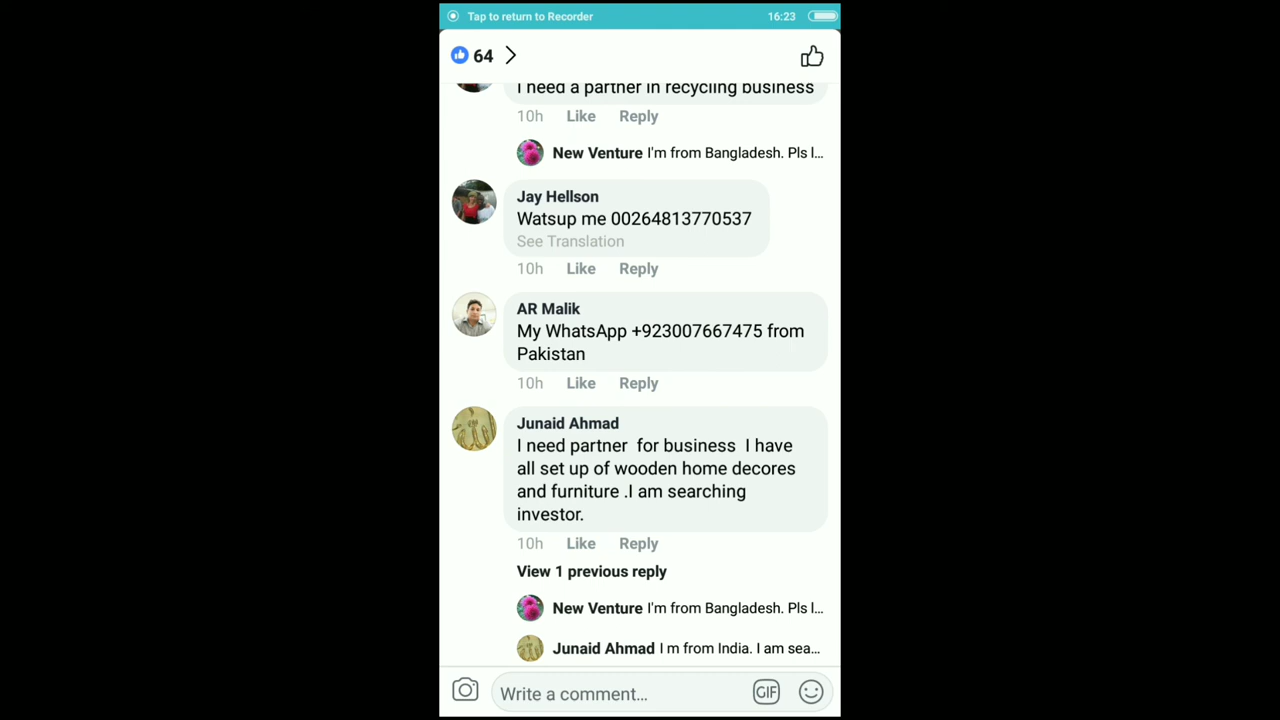 Tap to return to Recorder 16:23
64
I need a partner in recycling business
10h Like Reply
New Venture I'm from Bangladesh. Pls l...
Jay Hellson
Watsup me 00264813770537
See Translation
10h Like Reply
AR Malik
My WhatsApp +923007667475 from
Pakistan
10h Like Reply
Junaid Ahmad
I need partner for business I have
all set up of wooden home decores
and furniture .I am searching
investor.
10h Like Reply
View 1 previous reply
New Venture I'm from Bangladesh. Pls l...
Junaid Ahmad I m from India. I am sea...
Write a comment...
GIF